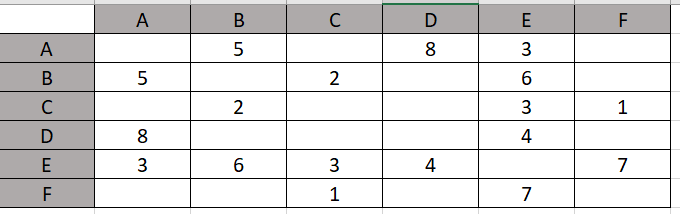 A B C D E F
A 5 8 3
B 5 2 6
C 2 3 1
D 8 4
E 3 6 3 4 7
F 1 7